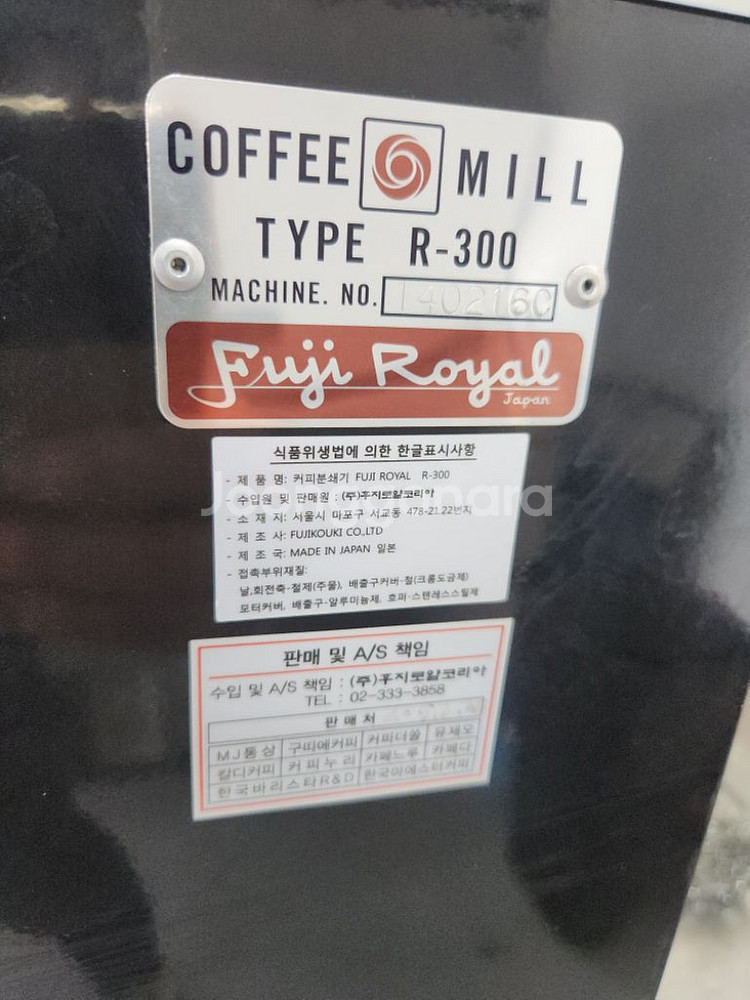 COFFEE MILL
TYPE R-300
MACHINE. NO. 140216C
Fuji Royal
Japan
식품위생법에 의한 한글표시사항
- 제 품 명: 커피분쇄기 FUJI ROYAL R-300
- 수입원 및 판매원 : (주)후지로얄코리아
- 소 재 지: 서울시 마포구 서교동 478-21.22번지
- 제 조 사: FUJIKOUKI CO.,LTD
- 제 조 국: MADE IN JAPAN 일본
- 접촉부위재질:
날,회전축-철제(주물), 배출구커버-철(크롬도금제)
모터커버, 배출구-알루미늄제, 호퍼-스텐레스스틸제
판매 및 A/S 책임
수입 및 A/S 책임 : (주)후지로얄코리아
TEL : 02-333-3858
판 매 처
MJ통상 구띠에커피 커피더쏠 유제오
칼디커피 커피누리 카페느루 카페다
한국바리스타R&D 한국마에스터커피
Joonggonara